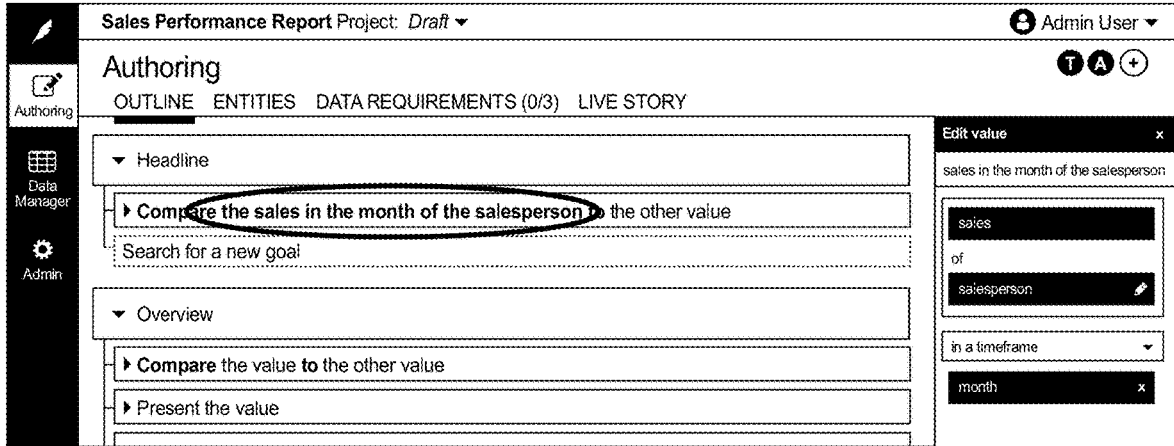 Sales Performance Report Project: Draft
Admin User
Authoring
T A +
OUTLINE ENTITIES DATA REQUIREMENTS (0/3) LIVE STORY
Authoring
Data
Manager
Admin
Headline
Compare the sales in the month of the salesperson to the other value
Search for a new goal
Overview
Compare the value to the other value
Present the value
Edit value x
sales in the month of the salesperson
sales
of
salesperson
in a timeframe
month x